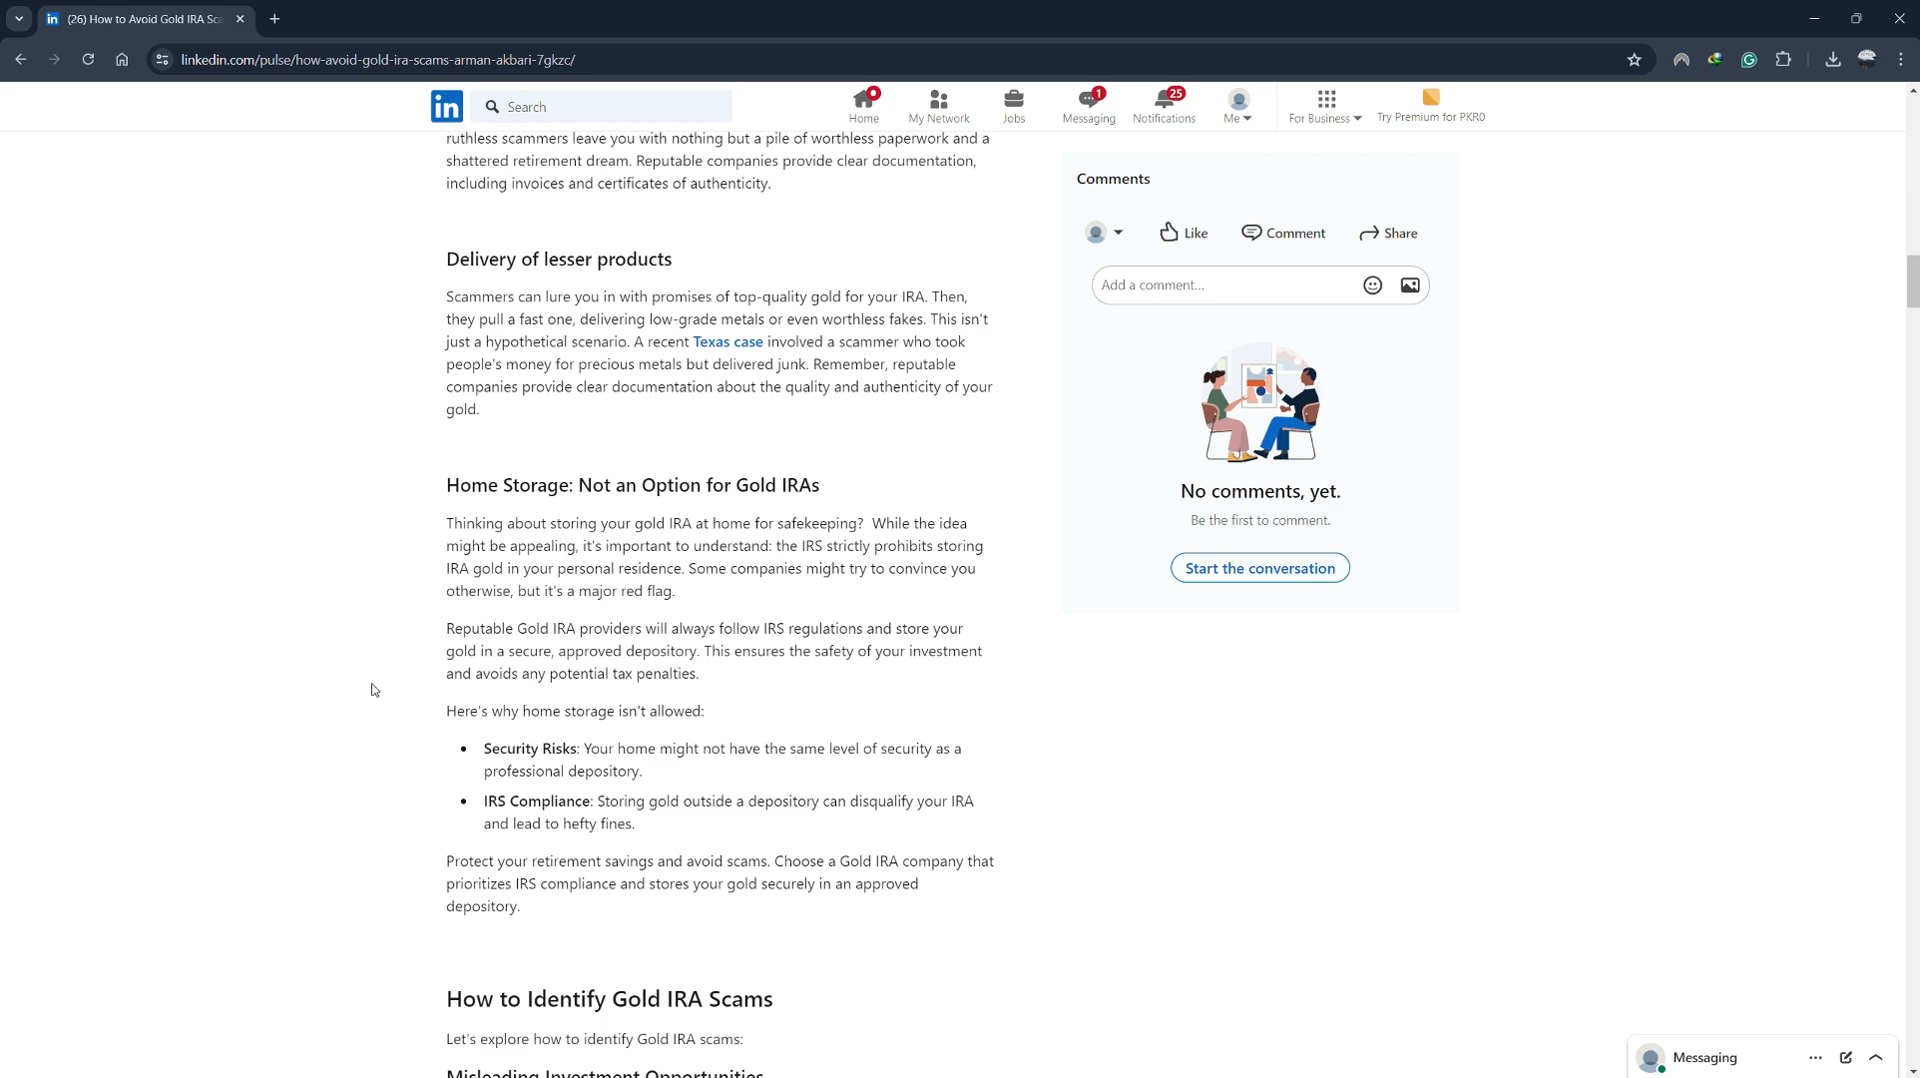 (26) How to Avoid Gold IRA Sca
linkedin.com/pulse/how-avoid-gold-ira-scams-arman-akbari-7gkzc/
in
Search
Home
My Network
Jobs
1
Messaging
25
Notifications
Me
For Business
Try Premium for PKR0
ruthless scammers leave you with nothing but a pile of worthless paperwork and a
shattered retirement dream. Reputable companies provide clear documentation,
including invoices and certificates of authenticity.
Delivery of lesser products
Scammers can lure you in with promises of top-quality gold for your IRA. Then,
they pull a fast one, delivering low-grade metals or even worthless fakes. This isn't
just a hypothetical scenario. A recent Texas case involved a scammer who took
people's money for precious metals but delivered junk. Remember, reputable
companies provide clear documentation about the quality and authenticity of your
gold.
Home Storage: Not an Option for Gold IRAs
Thinking about storing your gold IRA at home for safekeeping? While the idea
might be appealing, it's important to understand: the IRS strictly prohibits storing
IRA gold in your personal residence. Some companies might try to convince you
otherwise, but it's a major red flag.
Reputable Gold IRA providers will always follow IRS regulations and store your
gold in a secure, approved depository. This ensures the safety of your investment
and avoids any potential tax penalties.
Here's why home storage isn't allowed:
• Security Risks: Your home might not have the same level of security as a
professional depository.
• IRS Compliance: Storing gold outside a depository can disqualify your IRA
and lead to hefty fines.
Protect your retirement savings and avoid scams. Choose a Gold IRA company that
prioritizes IRS compliance and stores your gold securely in an approved
depository.
How to Identify Gold IRA Scams
Let's explore how to identify Gold IRA scams:
Misleading Investment Opportunities
Comments
Like
Comment
Share
Add a comment...
No comments, yet.
Be the first to comment.
Start the conversation
Messaging